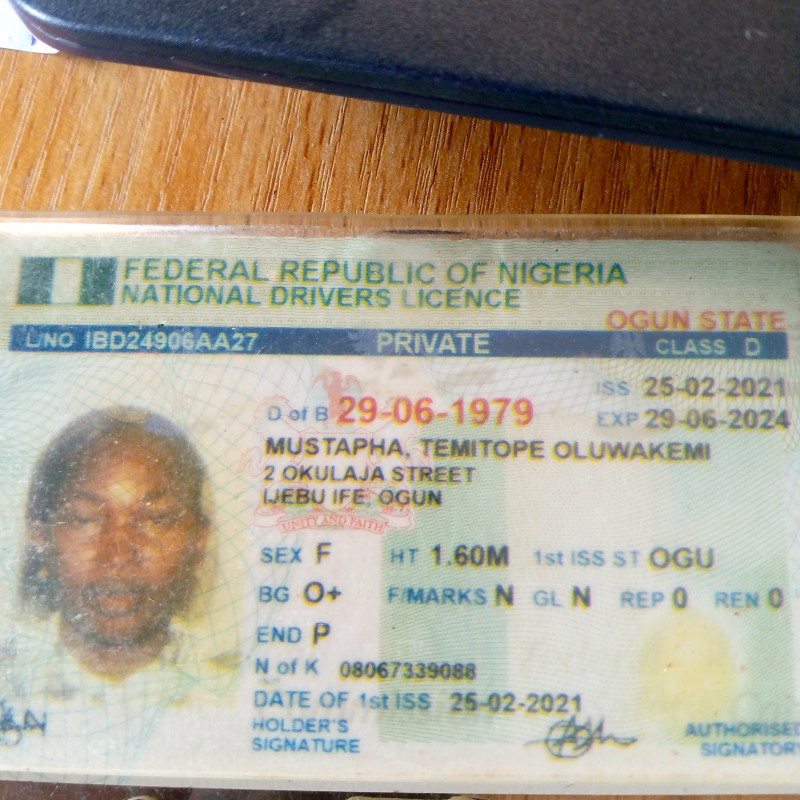 FEDERAL REPUBLIC OF NIGERIA
NATIONAL DRIVERS LICENCE
OGUN STATE
L/NO IBD24906AA27 PRIVATE CLASS D
ISS 25-02-2021
D of B 29-06-1979 EXP 29-06-2024
MUSTAPHA, TEMITOPE OLUWAKEMI
2 OKULAJA STREET
IJEBU IFE, OGUN
UNITY AND FAITH
SEX F HT 1.60M 1st ISS ST OGU
BG O+ F/MARKS N GL N REP 0 REN 0
END P
N of K 08067339088
DATE OF 1st ISS 25-02-2021
HOLDER'S
SIGNATURE
AUTHORISED
SIGNATORY